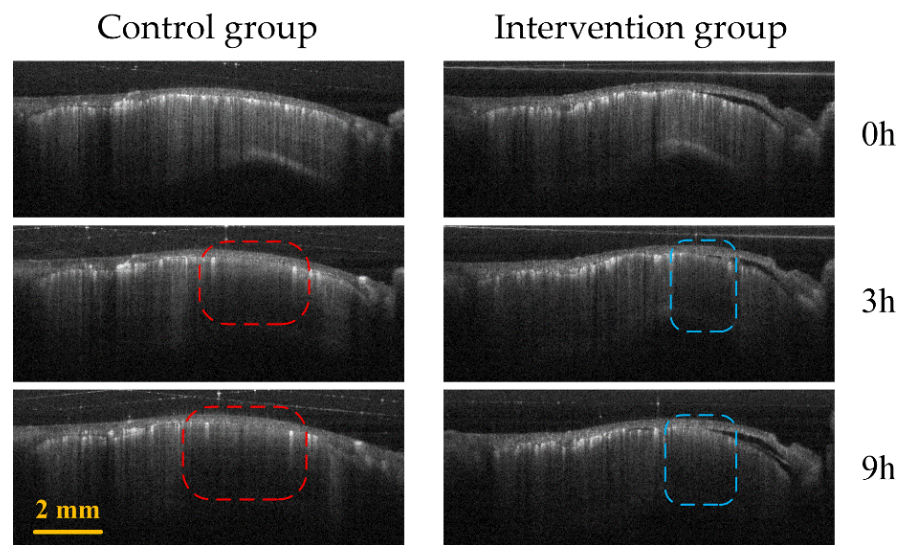 Control group
Intervention group
0h
3h
9h
2 mm